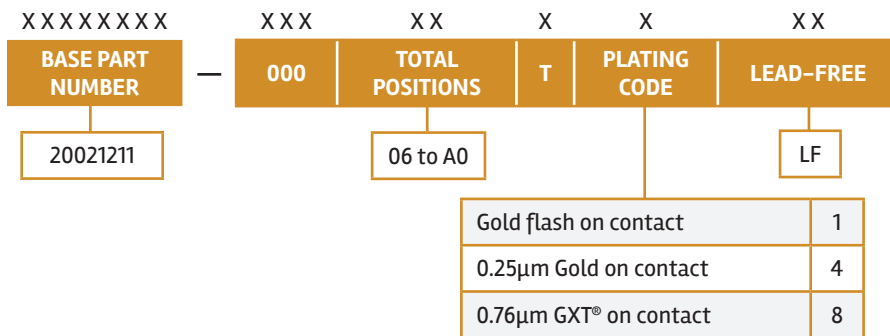 XXXXXXXX XXX XX X X XX
BASE PART NUMBER — 000 TOTAL POSITIONS T PLATING CODE LEAD-FREE
20021211 06 to A0 LF
Gold flash on contact 1
0.25µm Gold on contact 4
0.76µm GXT® on contact 8